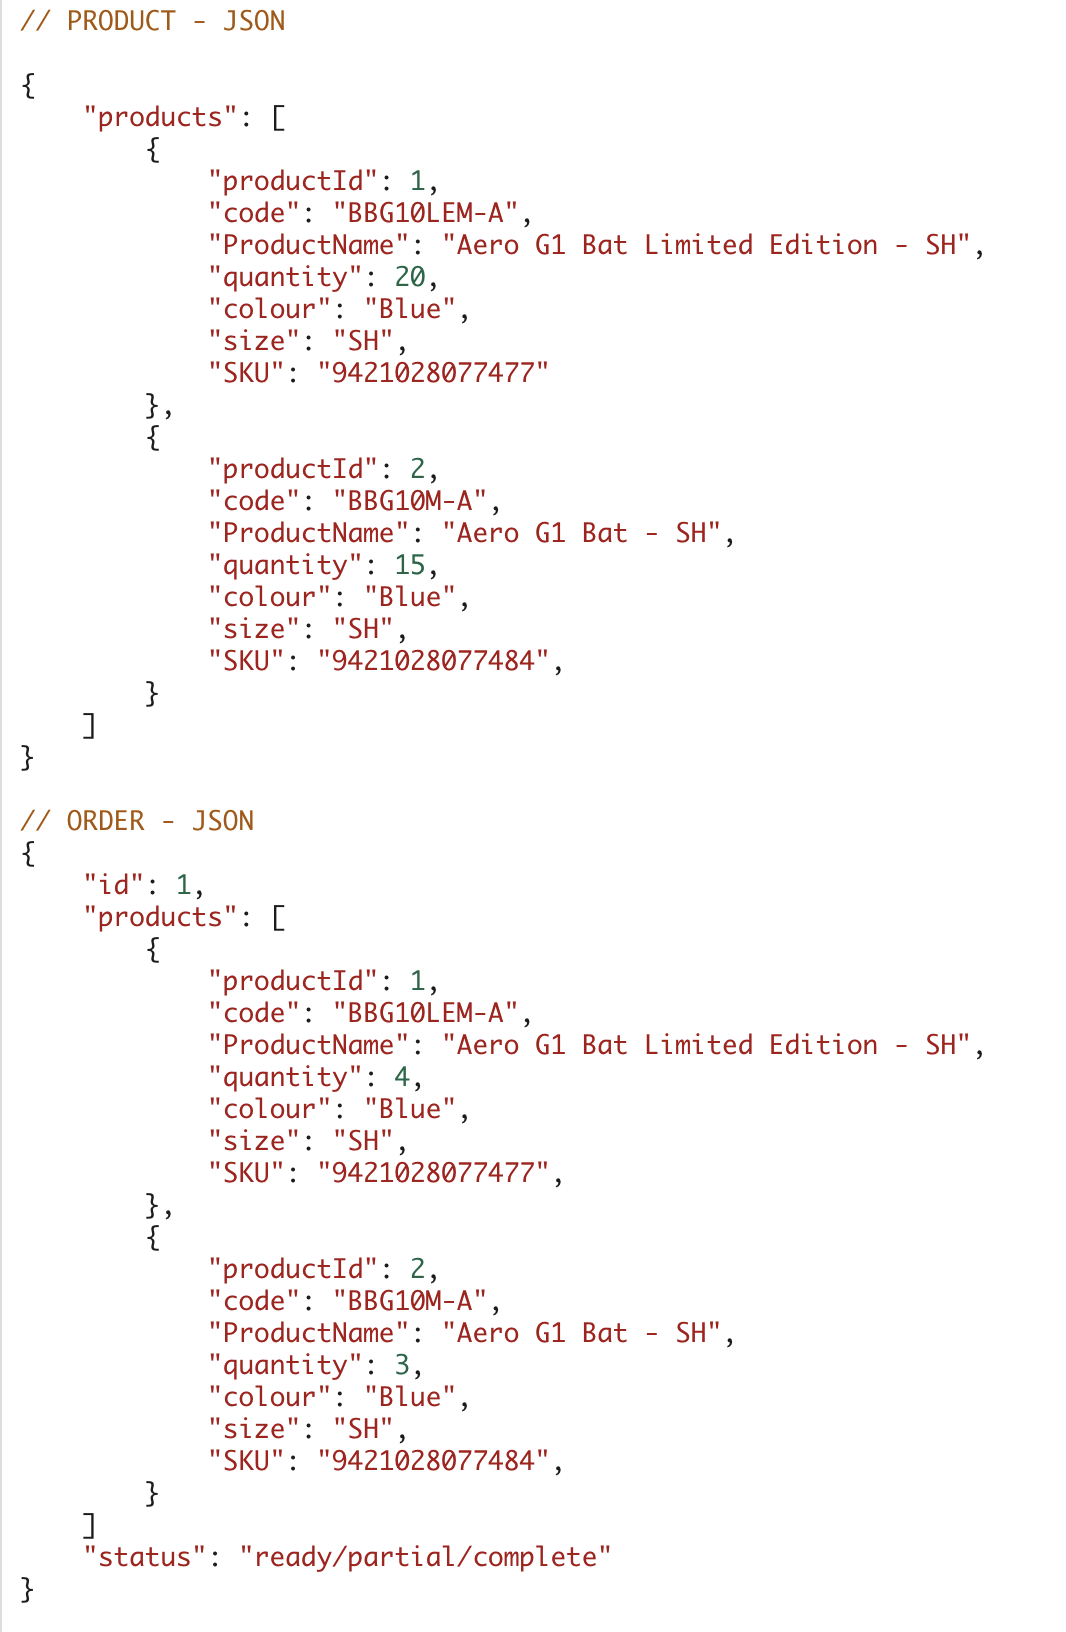 // PRODUCT - JSON

{
    "products": [
        {
            "productId": 1,
            "code": "BBG10LEM-A",
            "ProductName": "Aero G1 Bat Limited Edition - SH",
            "quantity": 20,
            "colour": "Blue",
            "size": "SH",
            "SKU": "9421028077477"
        },
        {
            "productId": 2,
            "code": "BBG10M-A",
            "ProductName": "Aero G1 Bat - SH",
            "quantity": 15,
            "colour": "Blue",
            "size": "SH",
            "SKU": "9421028077484",
        }
    ]
}

// ORDER - JSON
{
    "id": 1,
    "products": [
        {
            "productId": 1,
            "code": "BBG10LEM-A",
            "ProductName": "Aero G1 Bat Limited Edition - SH",
            "quantity": 4,
            "colour": "Blue",
            "size": "SH",
            "SKU": "9421028077477",
        },
        {
            "productId": 2,
            "code": "BBG10M-A",
            "ProductName": "Aero G1 Bat - SH",
            "quantity": 3,
            "colour": "Blue",
            "size": "SH",
            "SKU": "9421028077484",
        }
    ]
    "status": "ready/partial/complete"
}